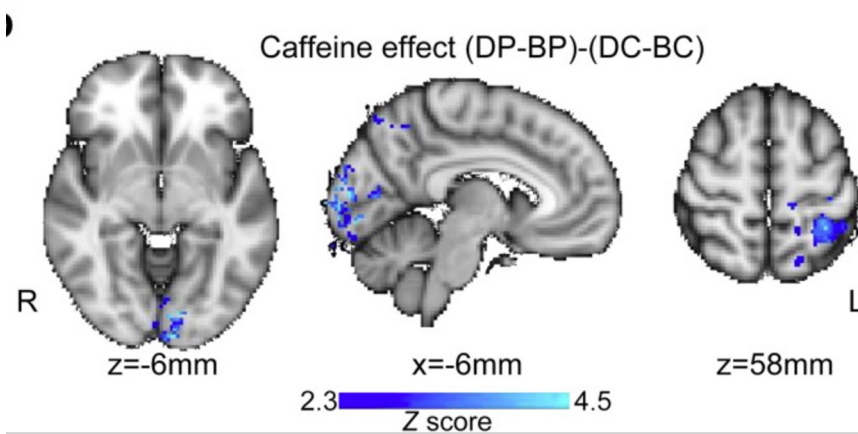 Caffeine effect (DP-BP)-(DC-BC)
R
L
z=-6mm
x=-6mm
z=58mm
2.3
4.5
Z score